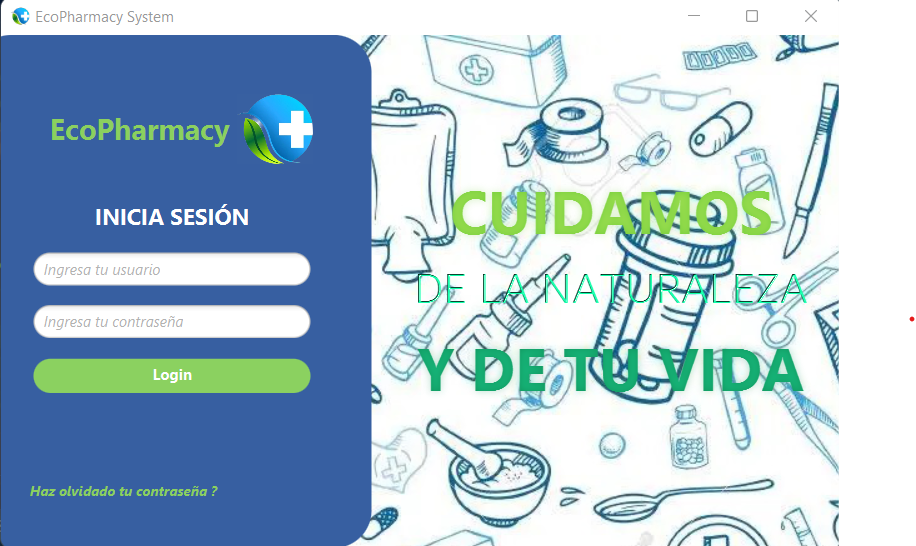 EcoPharmacy System
EcoPharmacy
INICIA SESIÓN
Ingresa tu usuario
Ingresa tu contraseña
Login
Haz olvidado tu contraseña ?
CUIDAMOS
DE LA NATURALEZA
Y DE TU VIDA